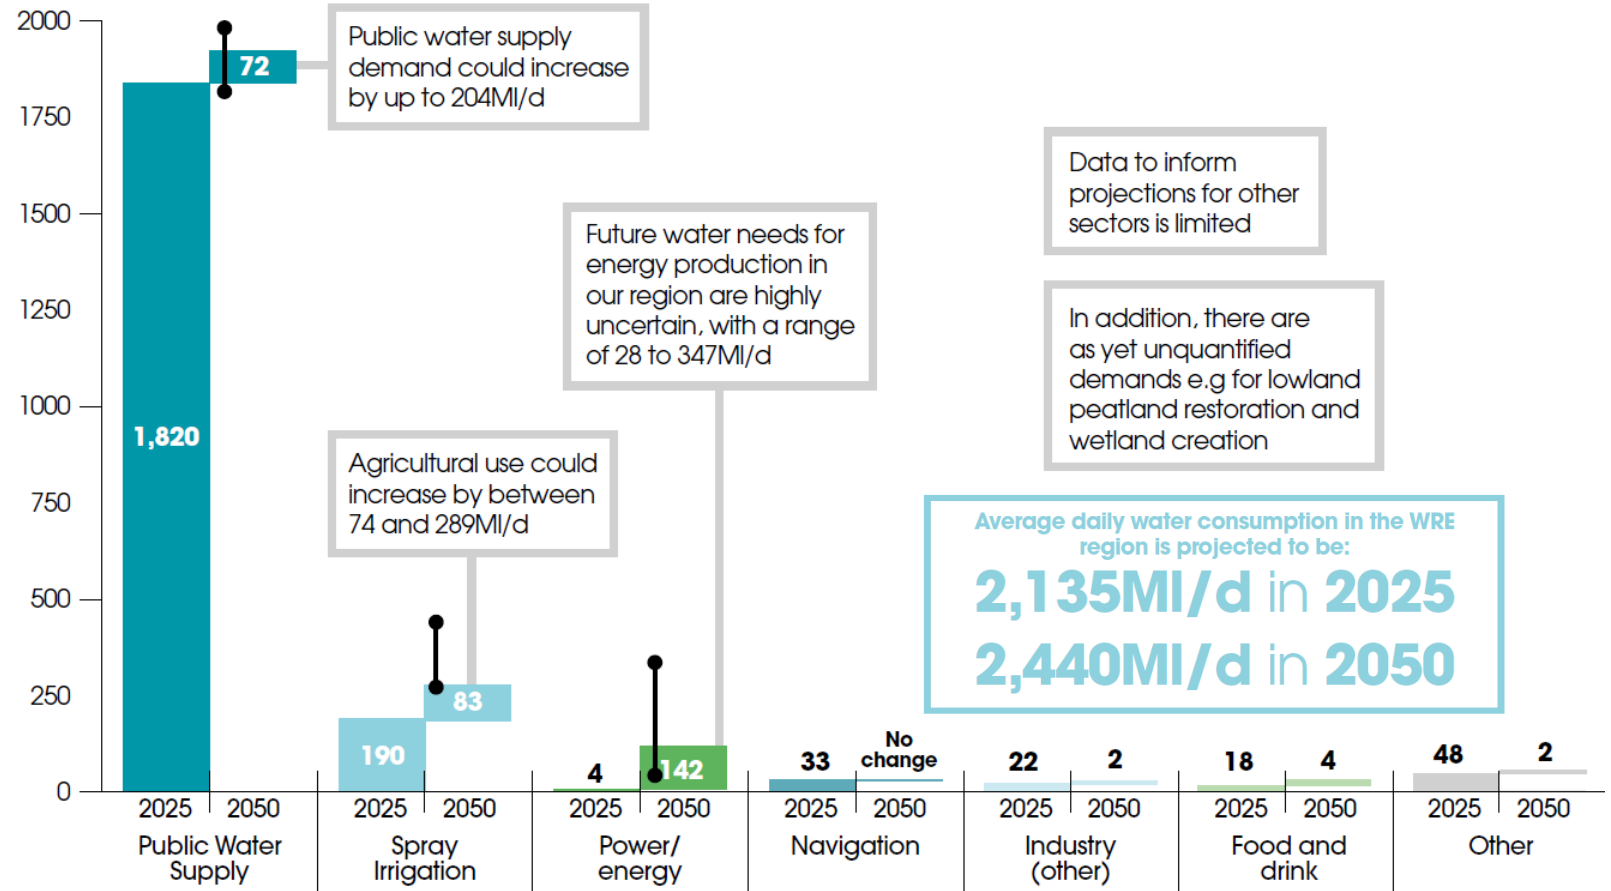 2000
1750
1500
1250
1000
750
500
250
0
1,820
72
Public water supply
demand could increase
by up to 204Ml/d
190
83
Agricultural use could
increase by between
74 and 289Ml/d
4
142
Future water needs for
energy production in
our region are highly
uncertain, with a range
of 28 to 347Ml/d
33
No
change
22
2
18
4
48
2
Data to inform
projections for other
sectors is limited
In addition, there are
as yet unquantified
demands e.g for lowland
peatland restoration and
wetland creation
Average daily water consumption in the WRE
region is projected to be:
2,135Ml/d in 2025
2,440Ml/d in 2050
2025 2050
Public Water
Supply
2025 2050
Spray
Irrigation
2025 2050
Power/
energy
2025 2050
Navigation
2025 2050
Industry
(other)
2025 2050
Food and
drink
2025 2050
Other